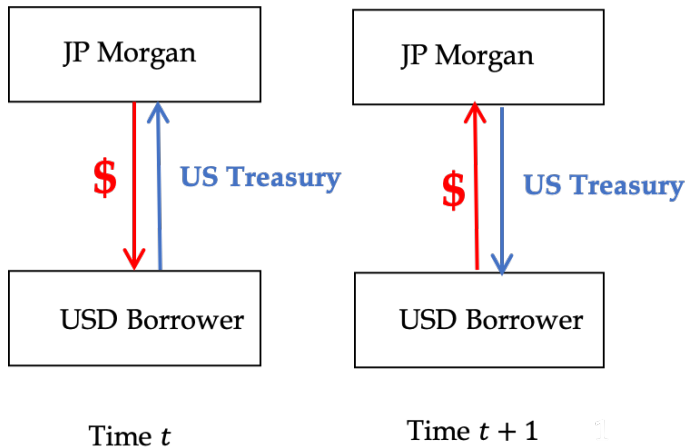 JP Morgan
$
US Treasury
USD Borrower
Time t
JP Morgan
$
US Treasury
USD Borrower
Time t + 1